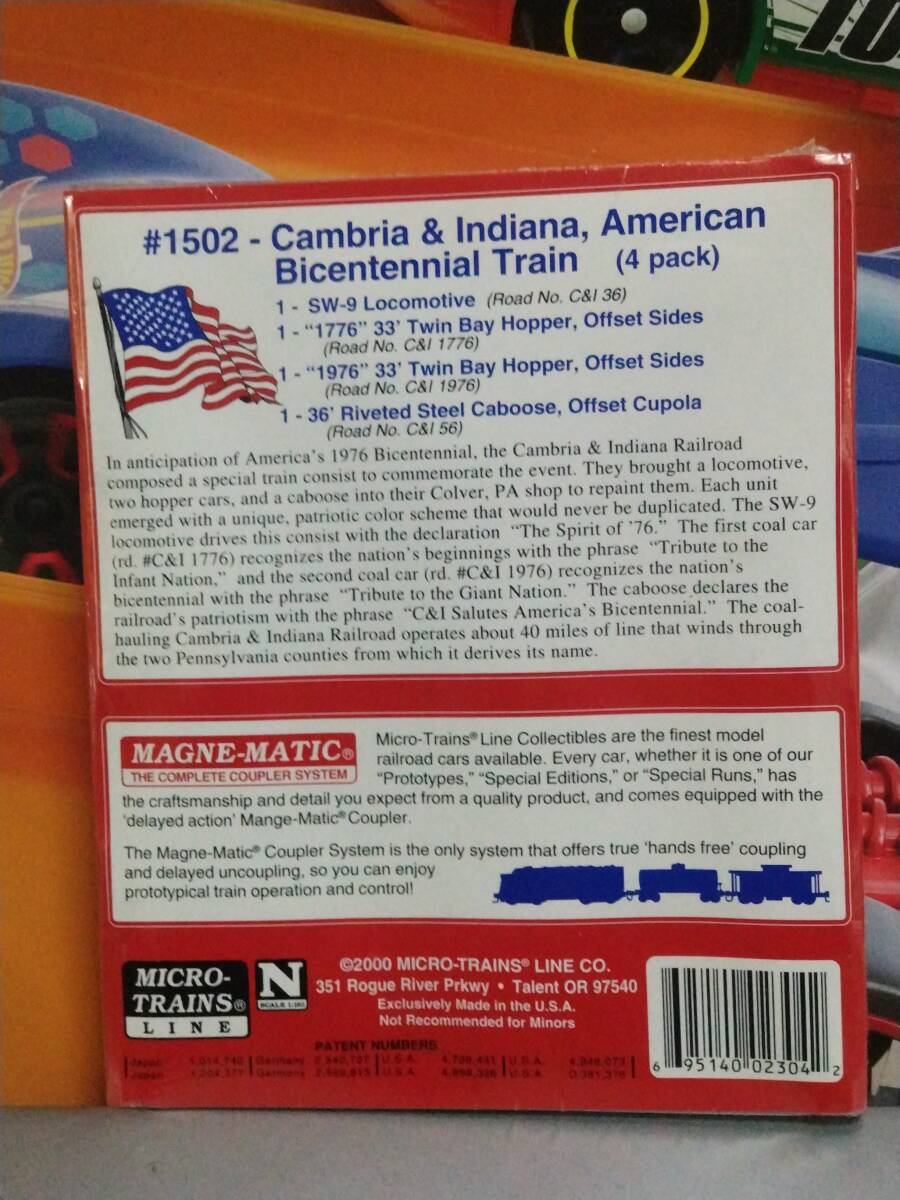 #1502 - Cambria & Indiana, American
Bicentennial Train (4 pack)
1 - SW-9 Locomotive (Road No. C&I 36)
1 - “1776” 33' Twin Bay Hopper, Offset Sides
(Road No. C&I 1776)
1 - “1976” 33' Twin Bay Hopper, Offset Sides
(Road No. C&I 1976)
1 - 36' Riveted Steel Caboose, Offset Cupola
(Road No. C&I 56)
In anticipation of America's 1976 Bicentennial, the Cambria & Indiana Railroad
composed a special train consist to commemorate the event. They brought a locomotive,
two hopper cars, and a caboose into their Colver, PA shop to repaint them. Each unit
emerged with a unique, patriotic color scheme that would never be duplicated. The SW-9
locomotive drives this consist with the declaration “The Spirit of '76.” The first coal car
(rd. #C&I 1776) recognizes the nation's beginnings with the phrase “Tribute to the
Infant Nation,” and the second coal car (rd. #C&I 1976) recognizes the nation's
bicentennial with the phrase “Tribute to the Giant Nation.” The caboose declares the
railroad's patriotism with the phrase “C&I Salutes America's Bicentennial.” The coal-
hauling Cambria & Indiana Railroad operates about 40 miles of line that winds through
the two Pennsylvania counties from which it derives its name.
MAGNE-MATIC®
THE COMPLETE COUPLER SYSTEM
Micro-Trains® Line Collectibles are the finest model
railroad cars available. Every car, whether it is one of our
“Prototypes,” “Special Editions,” or “Special Runs,” has
the craftsmanship and detail you expect from a quality product, and comes equipped with the
'delayed action' Mange-Matic® Coupler.
The Magne-Matic® Coupler System is the only system that offers true 'hands free' coupling
and delayed uncoupling, so you can enjoy
prototypical train operation and control!
MICRO-
TRAINS®
LINE
N
SCALE 1:160
©2000 MICRO-TRAINS® LINE CO.
351 Rogue River Prkwy • Talent OR 97540
Exclusively Made in the U.S.A.
Not Recommended for Minors
PATENT NUMBERS
Japan Germany U.S.A. 4,788,431 U.S.A.
Japan Germany U.S.A. U.S.A.
6 95140 02304 2